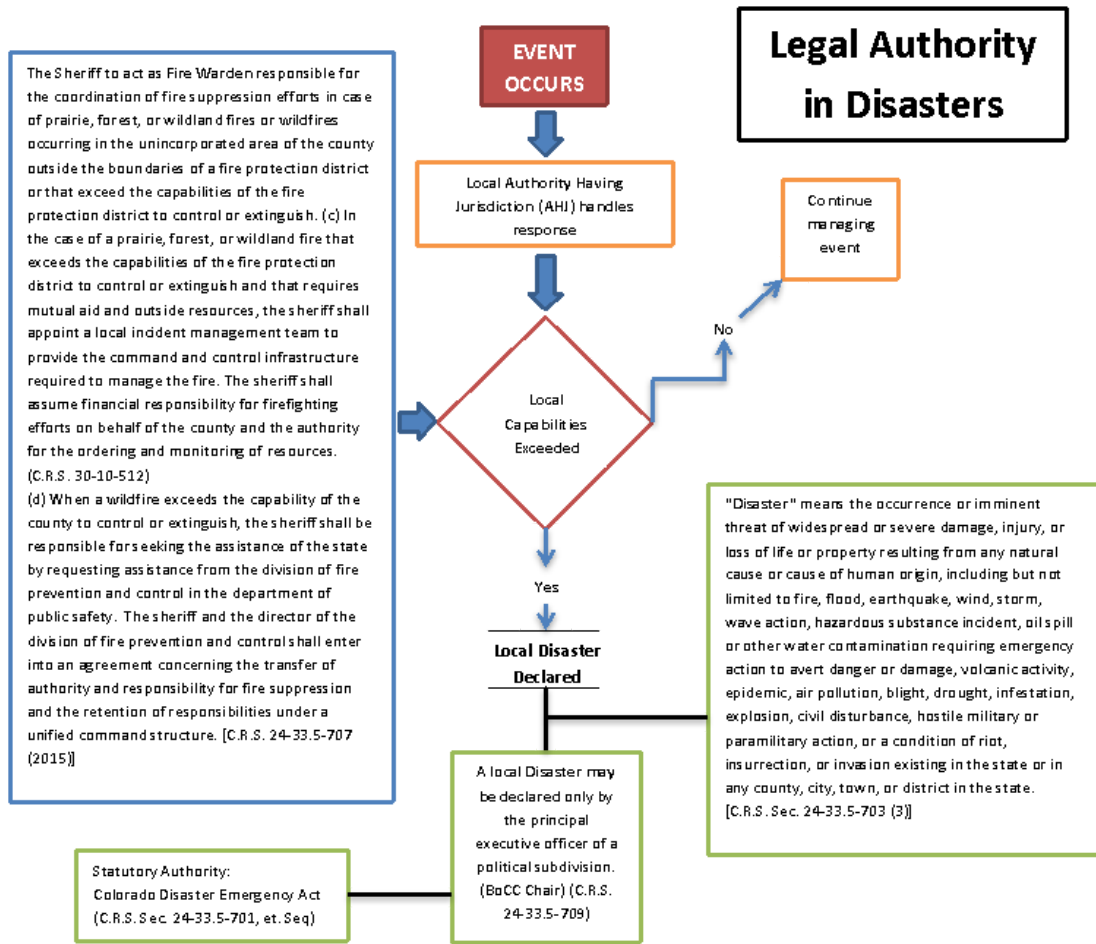 Legal Authority
in Disasters
EVENT
OCCURS
Local Authority Having
Jurisdiction (AHJ) handles
response
Continue
managing
event
No
The Sheriff to act as Fire Warden responsible for
the coordination of fire suppression efforts in case
of prairie, forest, or wildland fires or wildfires
occurring in the unincorporated area of the county
outside the boundaries of a fire protection district
or that exceed the capabilities of the fire
protection district to control or extinguish. (c) In
the case of a prairie, forest, or wildland fire that
exceeds the capabilities of the fire protection
district to control or extinguish and that requires
mutual aid and outside resources, the sheriff shall
appoint a local incident management team to
provide the command and control infrastructure
required to manage the fire. The sheriff shall
assume financial responsibility for firefighting
efforts on behalf of the county and the authority
for the ordering and monitoring of resources.
(C.R.S. 30-10-512)
(d) When a wildfire exceeds the capability of the
county to control or extinguish, the sheriff shall be
responsible for seeking the assistance of the state
by requesting assistance from the division of fire
prevention and control in the department of
public safety. The sheriff and the director of the
division of fire prevention and control shall enter
into an agreement concerning the transfer of
authority and responsibility for fire suppression
and the retention of responsibilities under a
unified command structure. [C.R.S. 24-33.5-707
(2015)]
Local
Capabilities
Exceeded
Yes
Local Disaster
Declared
"Disaster" means the occurrence or imminent
threat of widespread or severe damage, injury, or
loss of life or property resulting from any natural
cause or cause of human origin, including but not
limited to fire, flood, earthquake, wind, storm,
wave action, hazardous substance incident, oil spill
or other water contamination requiring emergency
action to avert danger or damage, volcanic activity,
epidemic, air pollution, blight, drought, infestation,
explosion, civil disturbance, hostile military or
paramilitary action, or a condition of riot,
insurrection, or invasion existing in the state or in
any county, city, town, or district in the state.
[C.R.S. Sec. 24-33.5-703 (3)]
A local Disaster may
be declared only by
the principal
executive officer of a
political subdivision.
(BoCC Chair) (C.R.S.
24-33.5-709)
Statutory Authority:
Colorado Disaster Emergency Act
(C.R.S. Sec. 24-33.5-701, et. Seq)